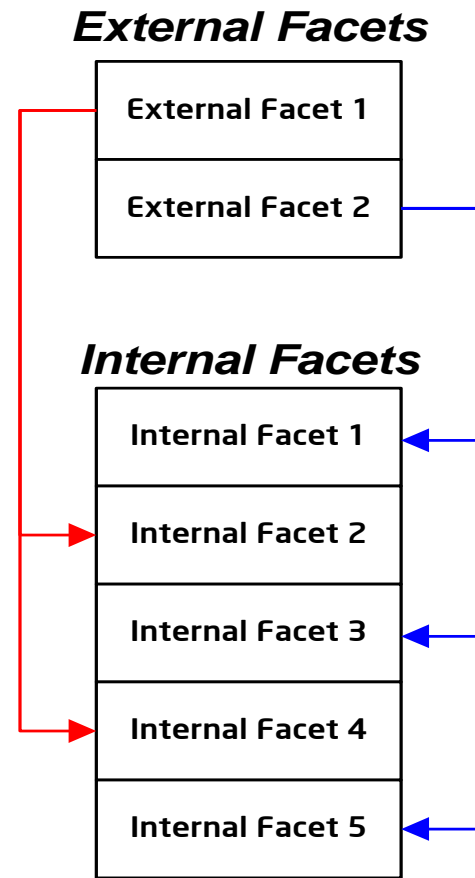 External Facets
External Facet 1
External Facet 2
Internal Facets
Internal Facet 1
Internal Facet 2
Internal Facet 3
Internal Facet 4
Internal Facet 5